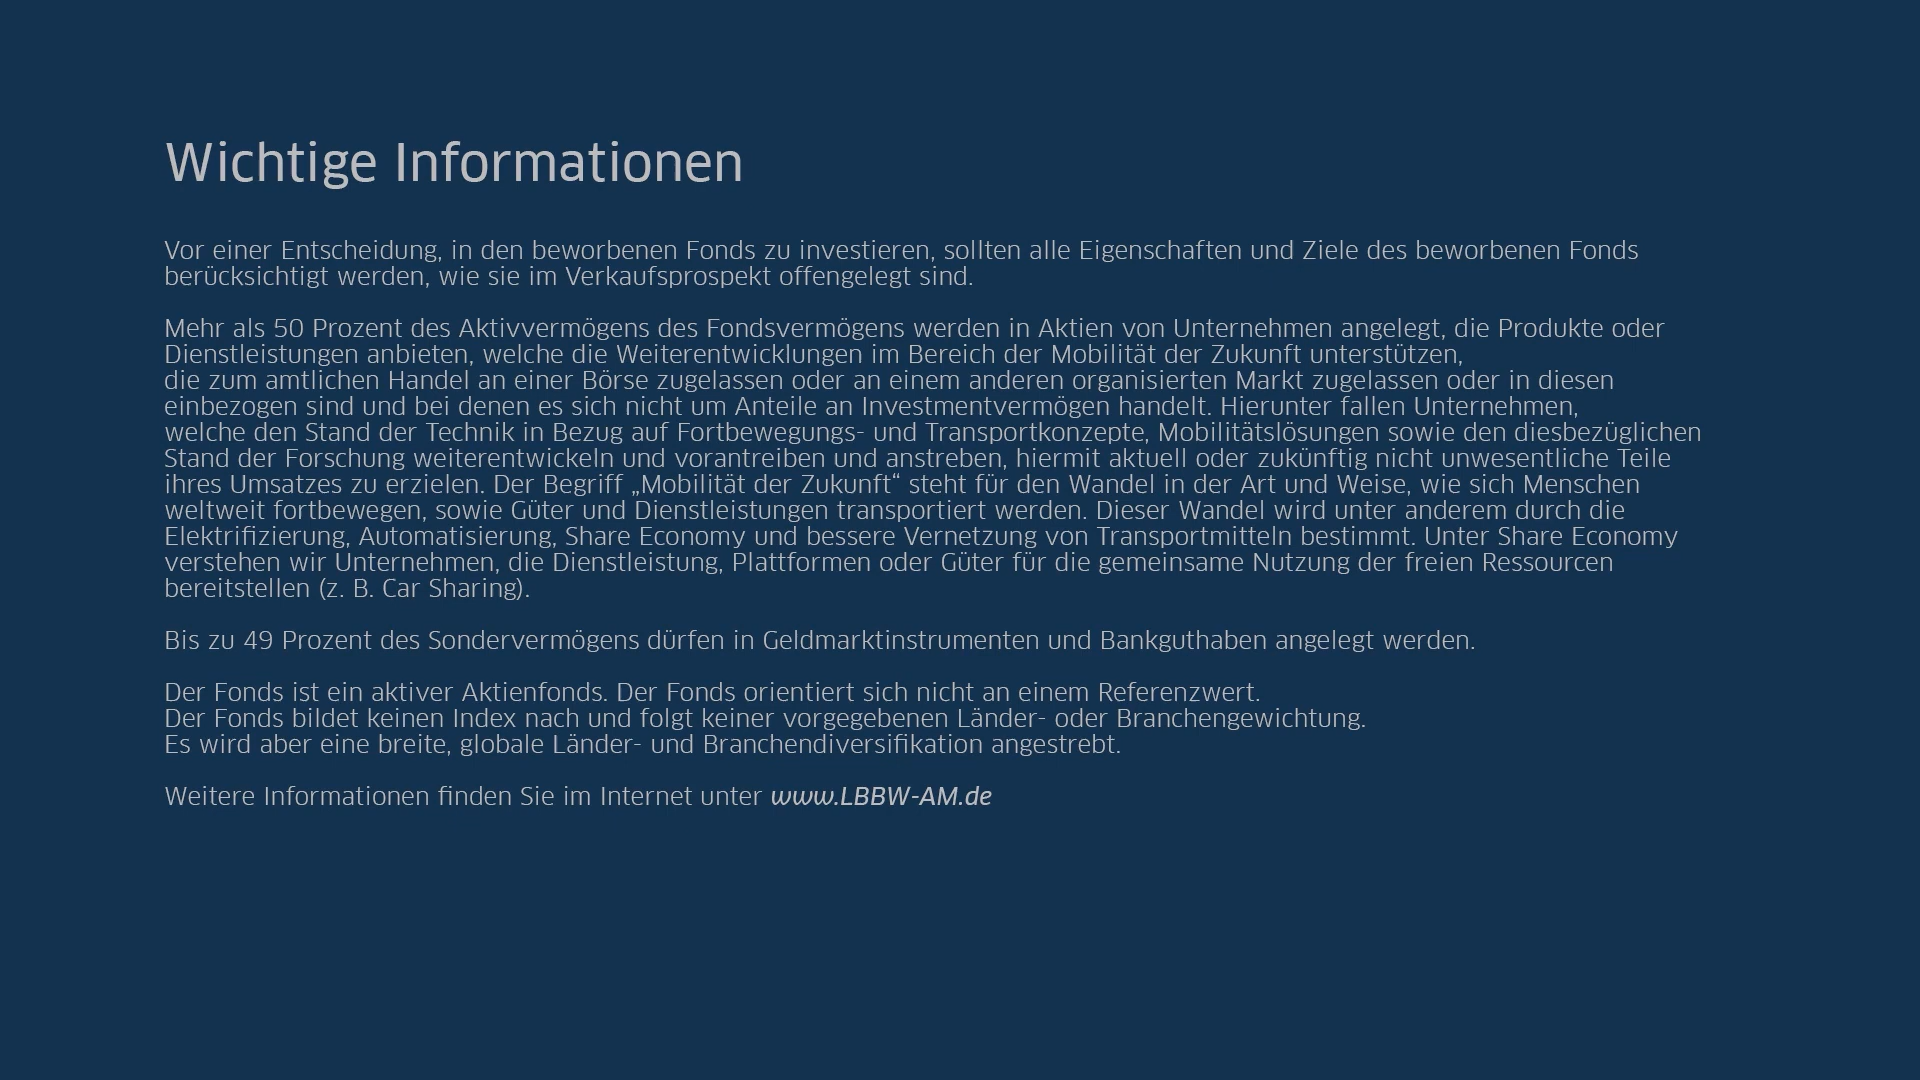 Wichtige Informationen
Vor einer Entscheidung, in den beworbenen Fonds zu investieren, sollten alle Eigenschaften und Ziele des beworbenen Fonds
berücksichtigt werden, wie sie im Verkaufsprospekt offengelegt sind.
Mehr als 50 Prozent des Aktivvermögens des Fondsvermögens werden in Aktien von Unternehmen angelegt, die Produkte oder
Dienstleistungen anbieten, welche die Weiterentwicklungen im Bereich der Mobilität der Zukunft unterstützen,
die zum amtlichen Handel an einer Börse zugelassen oder an einem anderen organisierten Markt zugelassen oder in diesen
einbezogen sind und bei denen es sich nicht um Anteile an Investmentvermögen handelt. Hierunter fallen Unternehmen,
welche den Stand der Technik in Bezug auf Fortbewegungs- und Transportkonzepte, Mobilitätslösungen sowie den diesbezüglichen
Stand der Forschung weiterentwickeln und vorantreiben und anstreben, hiermit aktuell oder zukünftig nicht unwesentliche Teile
ihres Umsatzes zu erzielen. Der Begriff „Mobilität der Zukunft“ steht für den Wandel in der Art und Weise, wie sich Menschen
weltweit fortbewegen, sowie Güter und Dienstleistungen transportiert werden. Dieser Wandel wird unter anderem durch die
Elektrifizierung, Automatisierung, Share Economy und bessere Vernetzung von Transportmitteln bestimmt. Unter Share Economy
verstehen wir Unternehmen, die Dienstleistung, Plattformen oder Güter für die gemeinsame Nutzung der freien Ressourcen
bereitstellen (z. B. Car Sharing).
Bis zu 49 Prozent des Sondervermögens dürfen in Geldmarktinstrumenten und Bankguthaben angelegt werden.
Der Fonds ist ein aktiver Aktienfonds. Der Fonds orientiert sich nicht an einem Referenzwert.
Der Fonds bildet keinen Index nach und folgt keiner vorgegebenen Länder- oder Branchengewichtung.
Es wird aber eine breite, globale Länder- und Branchendiversifikation angestrebt.
Weitere Informationen finden Sie im Internet unter www.LBBW-AM.de